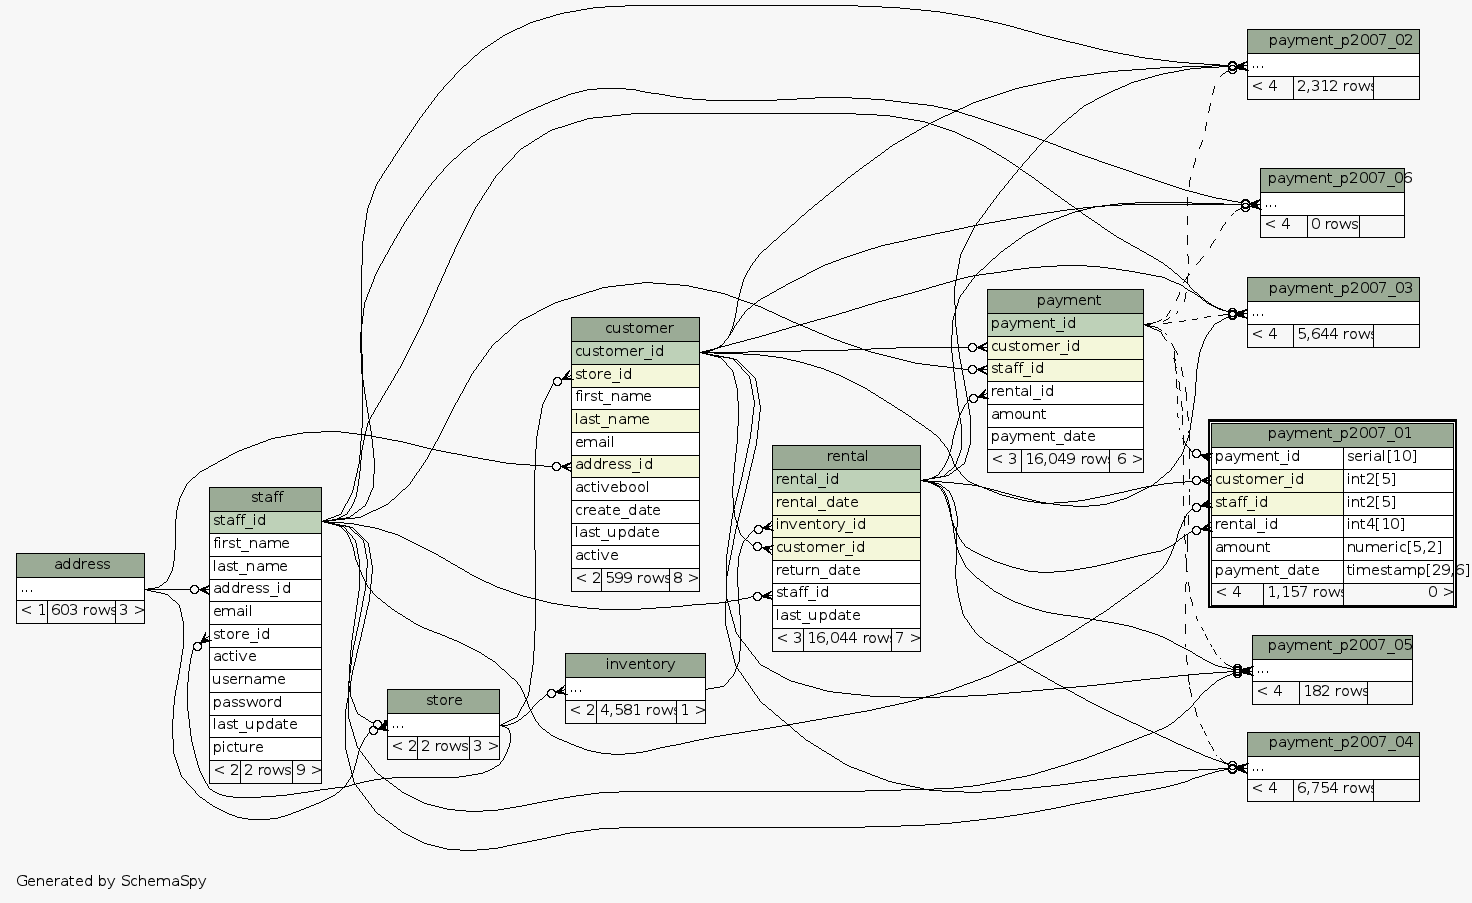 payment_p2007_02
...
< 4 2,312 rows
payment_p2007_06
...
< 4 0 rows
payment_p2007_03
...
< 4 5,644 rows
payment
payment_id
customer_id
staff_id
rental_id
amount
payment_date
< 3 16,049 rows 6 >
customer
customer_id
store_id
first_name
last_name
email
address_id
activebool
create_date
last_update
active
< 2 599 rows 8 >
payment_p2007_01
payment_id serial[10]
customer_id int2[5]
staff_id int2[5]
rental_id int4[10]
amount numeric[5,2]
payment_date timestamp[29,6]
< 4 1,157 rows 0 >
rental
rental_id
rental_date
inventory_id
customer_id
return_date
staff_id
last_update
< 3 16,044 rows 7 >
staff
staff_id
first_name
last_name
address_id
email
store_id
active
username
password
last_update
picture
< 2 2 rows 9 >
address
...
< 1 603 rows 3 >
inventory
...
< 2 4,581 rows 1 >
store
...
< 2 2 rows 3 >
payment_p2007_05
...
< 4 182 rows
payment_p2007_04
...
< 4 6,754 rows
Generated by SchemaSpy